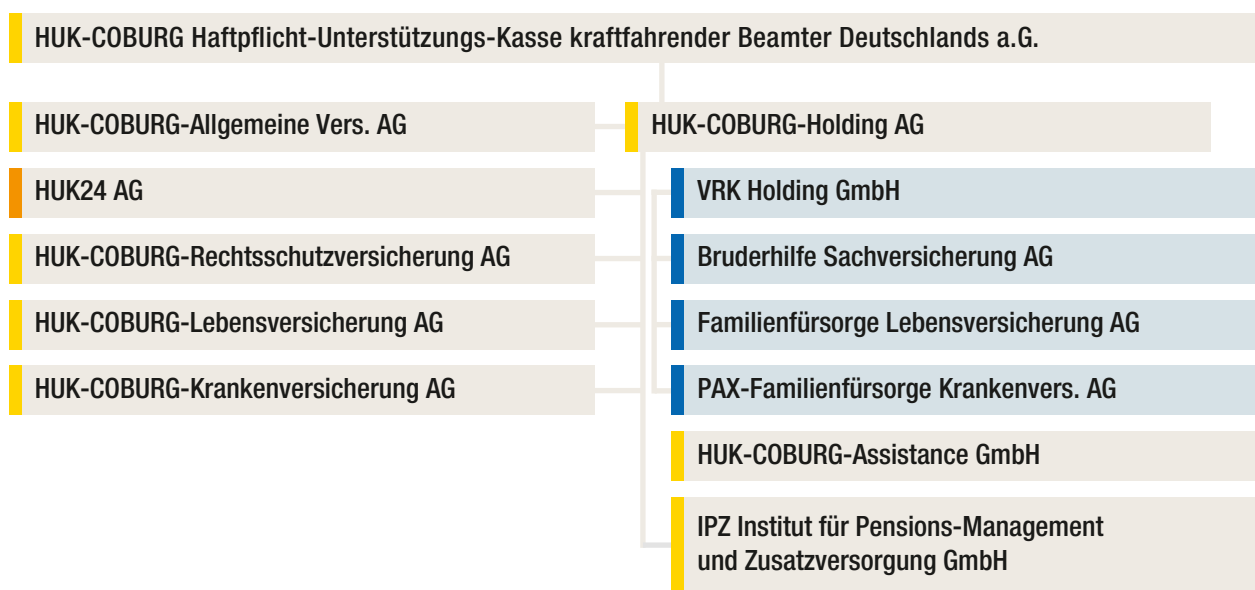 HUK-COBURG Haftpflicht-Unterstützungs-Kasse kraftfahrender Beamter Deutschlands a.G.
HUK-COBURG-Allgemeine Vers. AG
HUK-COBURG-Holding AG
HUK24 AG
VRK Holding GmbH
HUK-COBURG-Rechtsschutzversicherung AG
Bruderhilfe Sachversicherung AG
HUK-COBURG-Lebensversicherung AG
Familienfürsorge Lebensversicherung AG
HUK-COBURG-Krankenversicherung AG
PAX-Familienfürsorge Krankenvers. AG
HUK-COBURG-Assistance GmbH
IPZ Institut für Pensions-Management
und Zusatzversorgung GmbH